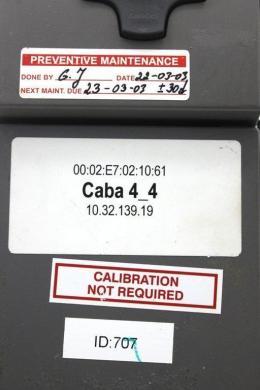 PREVENTIVE MAINTENANCE
DONE BY G.J DATE 22-03-03
NEXT MAINT. DUE 23-03-03 ±30d
00:02:E7:02:10:61
Caba 4_4
10.32.139.19
CALIBRATION
NOT REQUIRED
ID:707